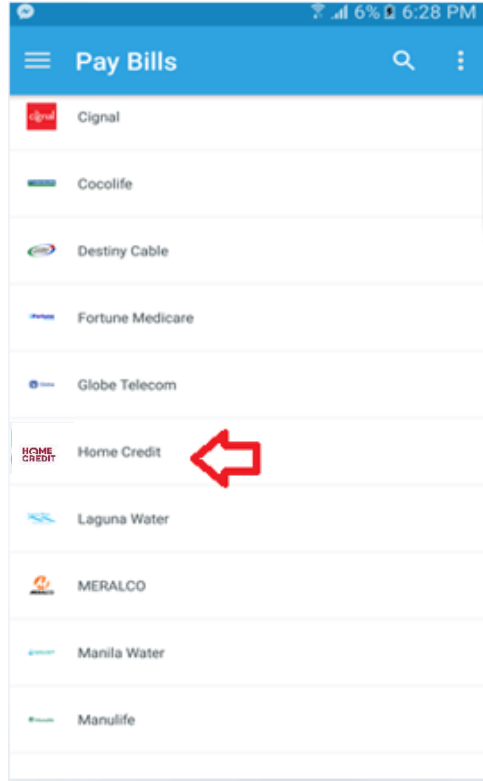 6% 6:28 PM
Pay Bills
cignal Cignal
Cocolife
Destiny Cable
Fortune Medicare
Globe Telecom
HOME
CREDIT
Home Credit
Laguna Water
MERALCO
Manila Water
Manulife